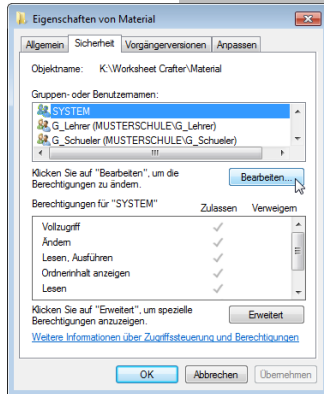 Eigenschaften von Material
Allgemein Sicherheit Vorgängerversionen Anpassen
Objektname: K:\Worksheet Crafter\Material
Gruppen- oder Benutzernamen:
SYSTEM
G_Lehrer (MUSTERSCHULE\G_Lehrer)
G_Schueler (MUSTERSCHULE\G_Schueler)
Klicken Sie auf "Bearbeiten", um die
Berechtigungen zu ändern.
Bearbeiten...
Berechtigungen für "SYSTEM" Zulassen Verweigern
Vollzugriff
Ändern
Lesen, Ausführen
Ordnerinhalt anzeigen
Lesen
Klicken Sie auf "Erweitert", um spezielle
Berechtigungen anzuzeigen.
Erweitert
Weitere Informationen über Zugriffssteuerung und Berechtigungen
OK Abbrechen Übernehmen